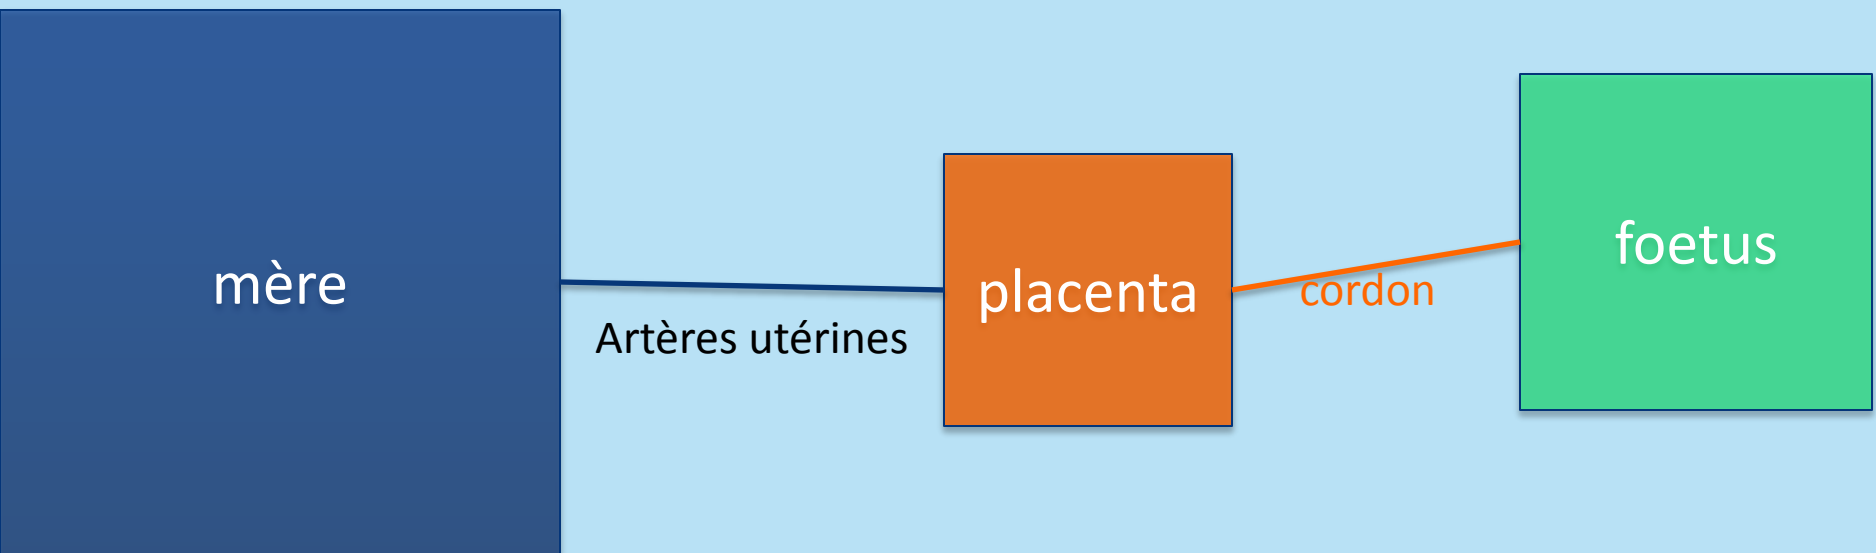 mère
Artères utérines
placenta
cordon
foetus